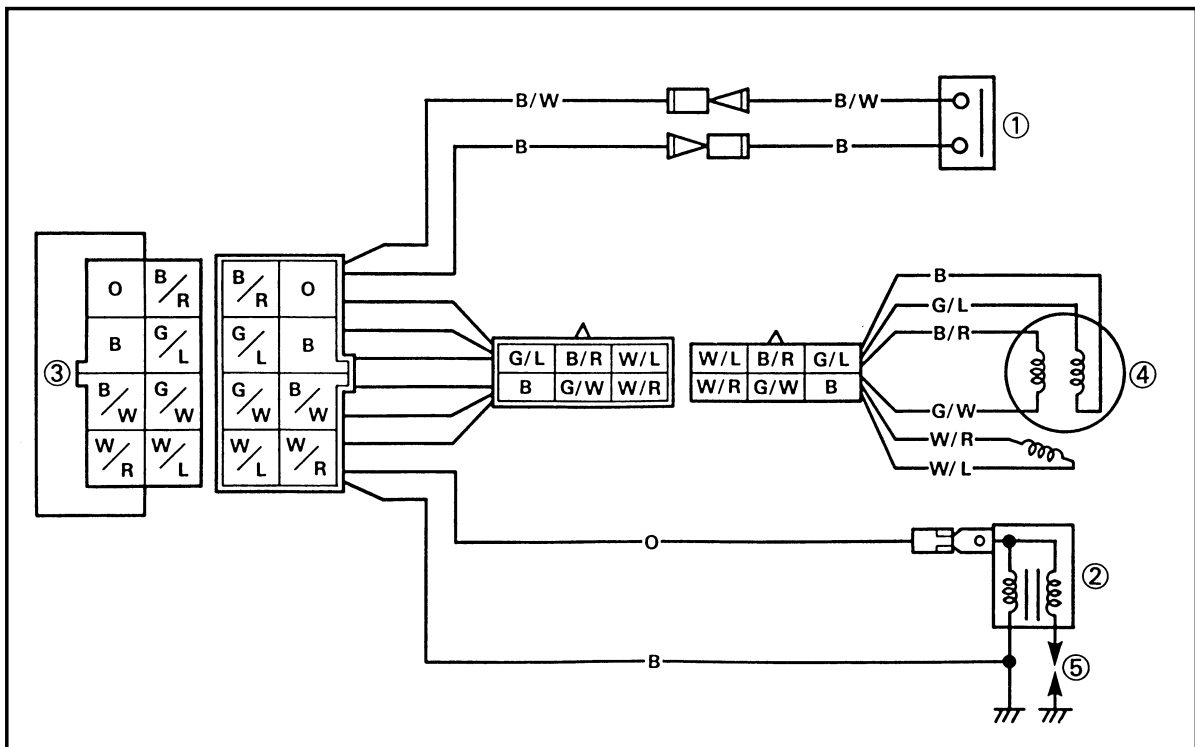 B/W B/W
①
B B
B
G/L
B/R
O B/R B/R O
B G/L G/L B
③
B/W G/W G/W B/W
W/R W/L W/L W/R
G/L B/R W/L W/L B/R G/L
B G/W W/R W/R G/W B
④
G/W
W/R
W/L
O
②
B
⑤